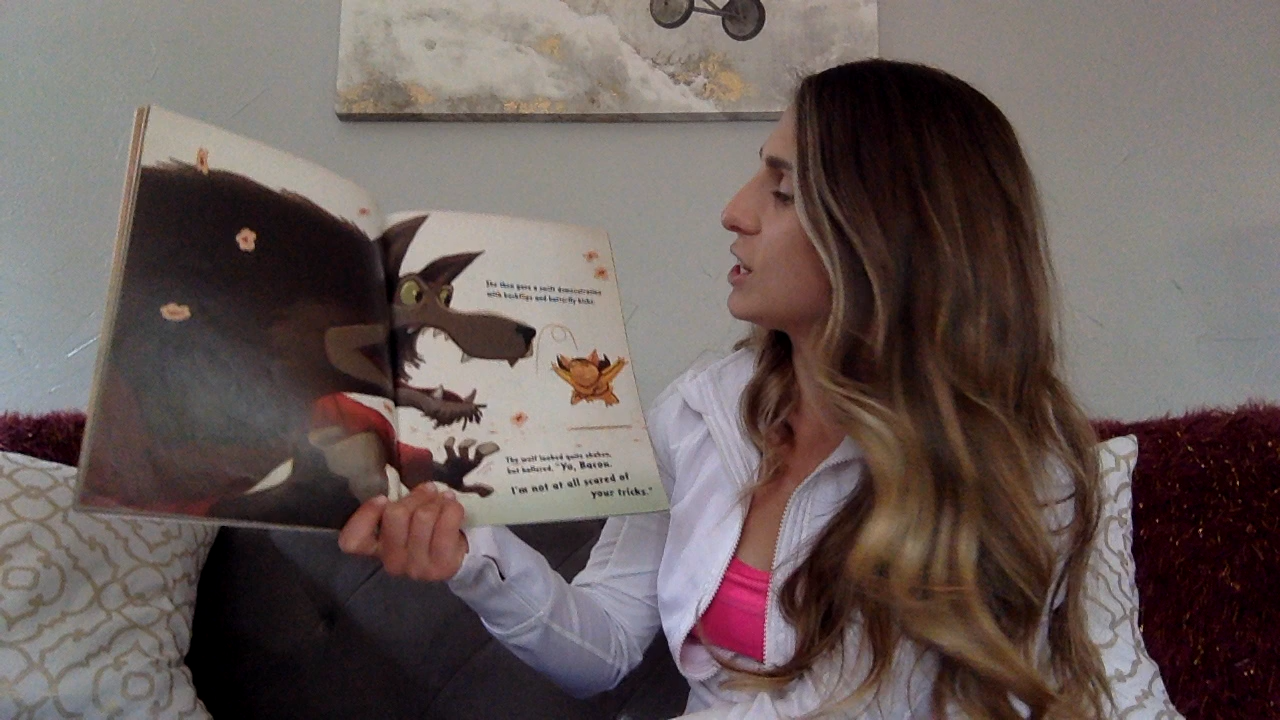 She then gave a swift demonstration
with backflips and butterfly kicks.
The wolf looked quite shaken,
but hollered, "Yo, Bacon,
I'm not at all scared of
your tricks."